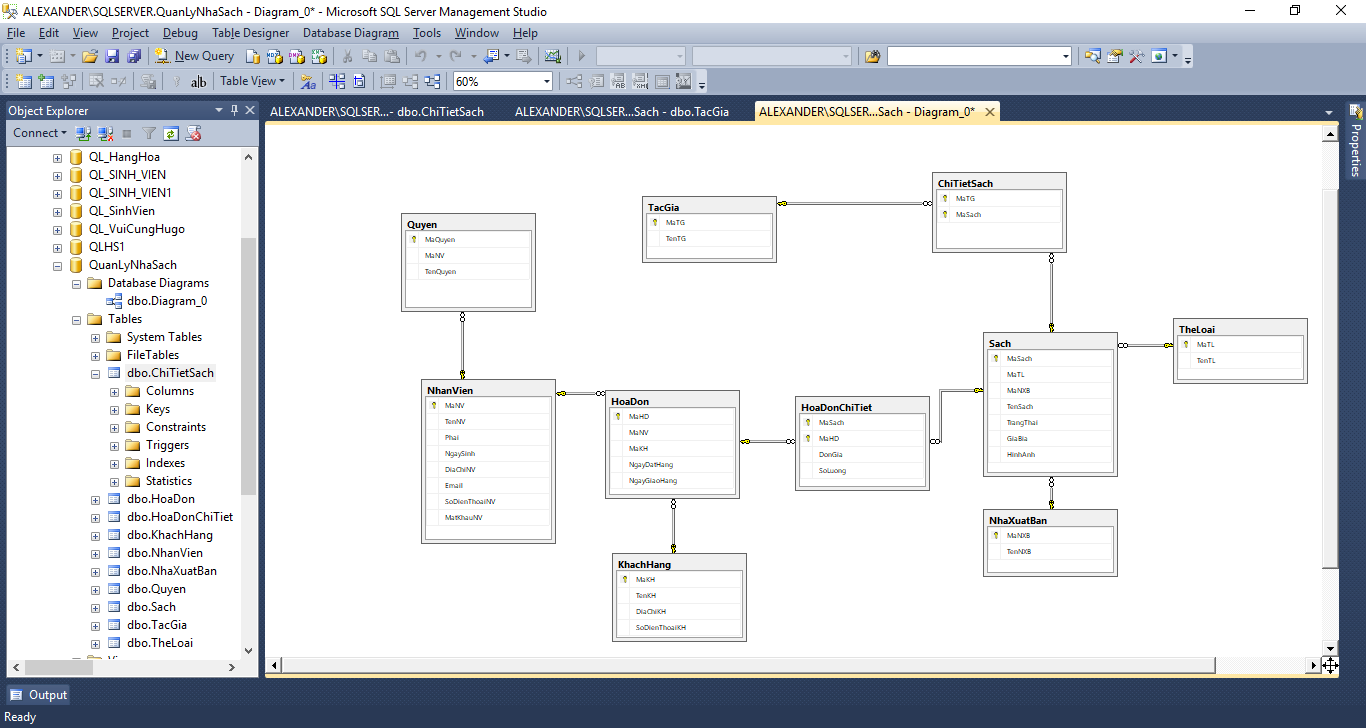 ALEXANDER\SQLSERVER.QuanLyNhaSach - Diagram_0* - Microsoft SQL Server Management Studio
File Edit View Project Debug Table Designer Database Diagram Tools Window Help
New Query
Table View 60%
Object Explorer
Connect
QL_HangHoa
QL_SINH_VIEN
QL_SINH_VIEN1
QL_SinhVien
QL_VuiCungHugo
QLHS1
QuanLyNhaSach
Database Diagrams
dbo.Diagram_0
Tables
System Tables
FileTables
dbo.ChiTietSach
Columns
Keys
Constraints
Triggers
Indexes
Statistics
dbo.HoaDon
dbo.HoaDonChiTiet
dbo.KhachHang
dbo.NhanVien
dbo.NhaXuatBan
dbo.Quyen
dbo.Sach
dbo.TacGia
dbo.TheLoai
ALEXANDER\SQLSER...- dbo.ChiTietSach ALEXANDER\SQLSER...Sach - dbo.TacGia ALEXANDER\SQLSER...Sach - Diagram_0*
Quyen
MaQuyen
MaNV
TenQuyen
TacGia
MaTG
TenTG
ChiTietSach
MaTG
MaSach
NhanVien
MaNV
TenNV
Phai
NgaySinh
DiaChiNV
Email
SoDienThoaiNV
MatKhauNV
HoaDon
MaHD
MaNV
MaKH
NgayDatHang
NgayGiaoHang
HoaDonChiTiet
MaSach
MaHD
DonGia
SoLuong
Sach
MaSach
MaTL
MaNXB
TenSach
TrangThai
GiaBia
HinhAnh
TheLoai
MaTL
TenTL
KhachHang
MaKH
TenKH
DiaChiKH
SoDienThoaiKH
NhaXuatBan
MaNXB
TenNXB
Properties
Output
Ready